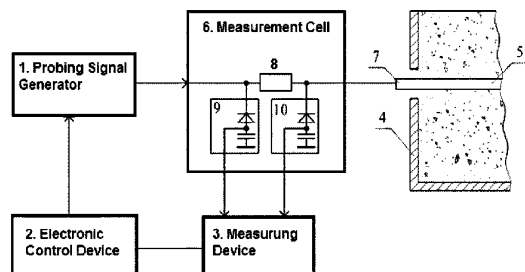 6. Measurement Cell
8
1. Probing Signal
Generator
7
5
9
10
4
2. Electronic
Control Device
3. Measurung
Device